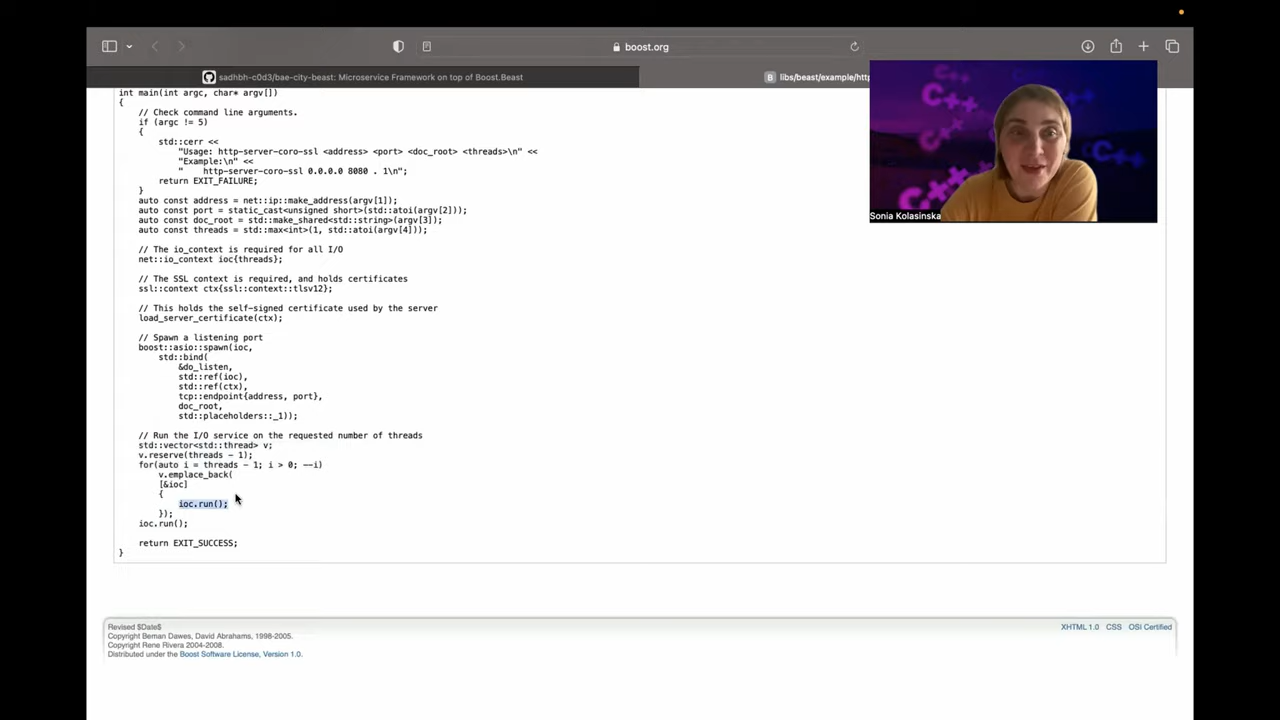 boost.org
sadhbh-c0d3/bae-city-beast: Microservice Framework on top of Boost.Beast
B libs/beast/example/htt
int main(int argc, char* argv[])
{
// Check command line arguments.
if (argc != 5)
{
std::cerr <<
"Usage: http-server-coro-ssl <address> <port> <doc_root> <threads>\n" <<
"Example:\n" <<
"    http-server-coro-ssl 0.0.0.0 8080 . 1\n";
return EXIT_FAILURE;
}
auto const address = net::ip::make_address(argv[1]);
auto const port = static_cast<unsigned short>(std::atoi(argv[2]));
auto const doc_root = std::make_shared<std::string>(argv[3]);
auto const threads = std::max<int>(1, std::atoi(argv[4]));
// The io_context is required for all I/O
net::io_context ioc{threads};
// The SSL context is required, and holds certificates
ssl::context ctx{ssl::context::tlsv12};
// This holds the self-signed certificate used by the server
load_server_certificate(ctx);
// Spawn a listening port
boost::asio::spawn(ioc,
std::bind(
&do_listen,
std::ref(ioc),
std::ref(ctx),
tcp::endpoint{address, port},
doc_root,
std::placeholders::_1));
// Run the I/O service on the requested number of threads
std::vector<std::thread> v;
v.reserve(threads - 1);
for(auto i = threads - 1; i > 0; --i)
v.emplace_back(
[&ioc]
{
ioc.run();
});
ioc.run();
return EXIT_SUCCESS;
}
C++
C++
C++
C++
Sonia Kolasinska
Revised $Date$
Copyright Beman Dawes, David Abrahams, 1998-2005.
Copyright Rene Rivera 2004-2008.
Distributed under the Boost Software License, Version 1.0.
XHTML 1.0 CSS OSI Certified